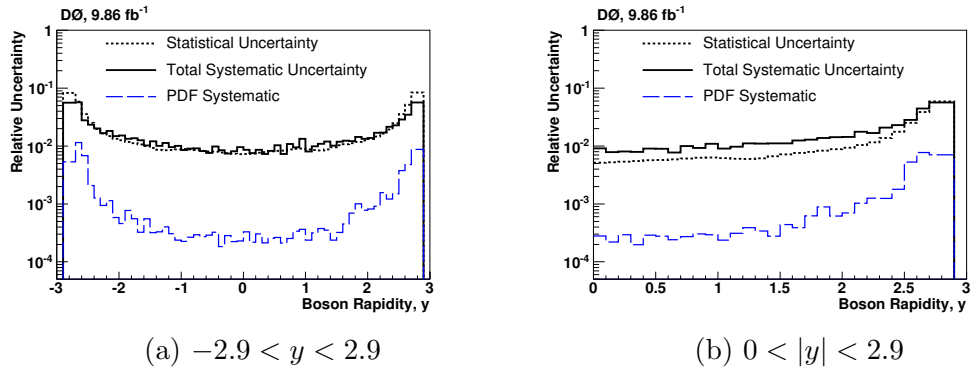 DØ, 9.86 fb⁻¹
Relative Uncertainty
1
10⁻¹
10⁻²
10⁻³
10⁻⁴
Statistical Uncertainty
Total Systematic Uncertainty
PDF Systematic
-3 -2 -1 0 1 2 3
Boson Rapidity, y
(a) −2.9 < y < 2.9
DØ, 9.86 fb⁻¹
Relative Uncertainty
1
10⁻¹
10⁻²
10⁻³
10⁻⁴
Statistical Uncertainty
Total Systematic Uncertainty
PDF Systematic
0 0.5 1 1.5 2 2.5 3
Boson Rapidity, y
(b) 0 < |y| < 2.9